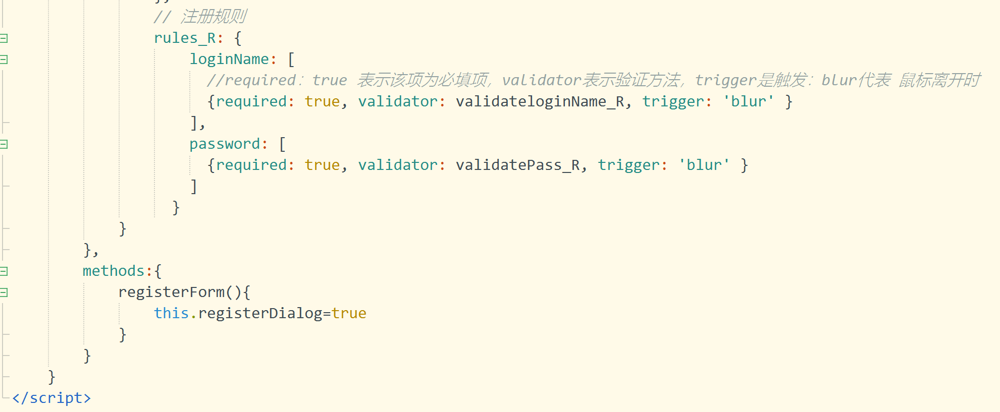 },
// 注册规则
rules_R: {
loginName: [
//required：true 表示该项为必填项，validator表示验证方法，trigger是触发：blur代表 鼠标离开时
{required: true, validator: validateloginName_R, trigger: 'blur' }
],
password: [
{required: true, validator: validatePass_R, trigger: 'blur' }
]
}
}
},
methods:{
registerForm(){
this.registerDialog=true
}
}
}
</script>